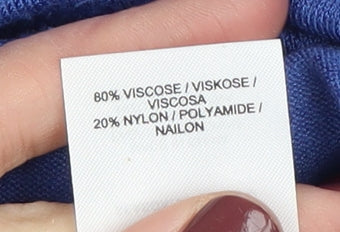 80% VISCOSE / VISKOSE /
VISCOSA
20% NYLON / POLYAMIDE /
NAILON